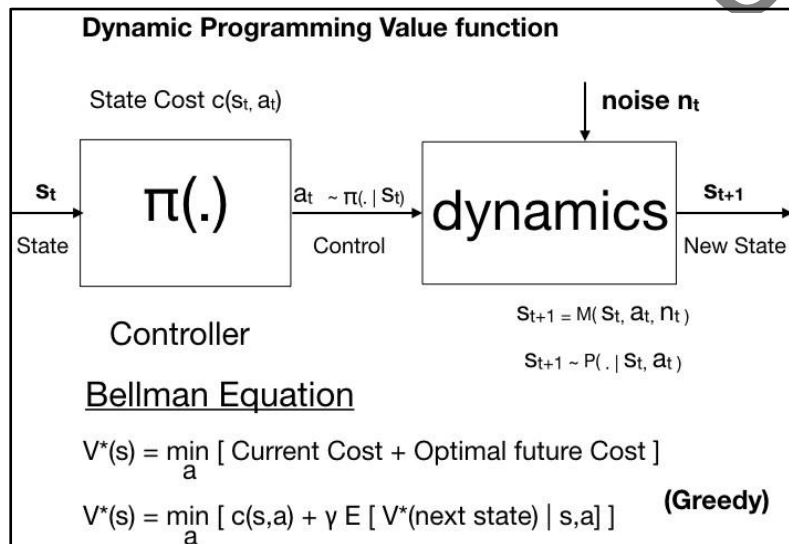 Dynamic Programming Value function
State Cost c(sₜ, aₜ)
noise nₜ
sₜ
π(.)
aₜ ~ π(. | sₜ)
dynamics
sₜ₊₁
State
Control
New State
sₜ₊₁ = M( sₜ, aₜ, nₜ )
Controller
sₜ₊₁ ~ P( . | sₜ, aₜ )
Bellman Equation
V*(s) = min [ Current Cost + Optimal future Cost ]
a
(Greedy)
V*(s) = min [ c(s,a) + γ E [ V*(next state) | s,a] ]
a